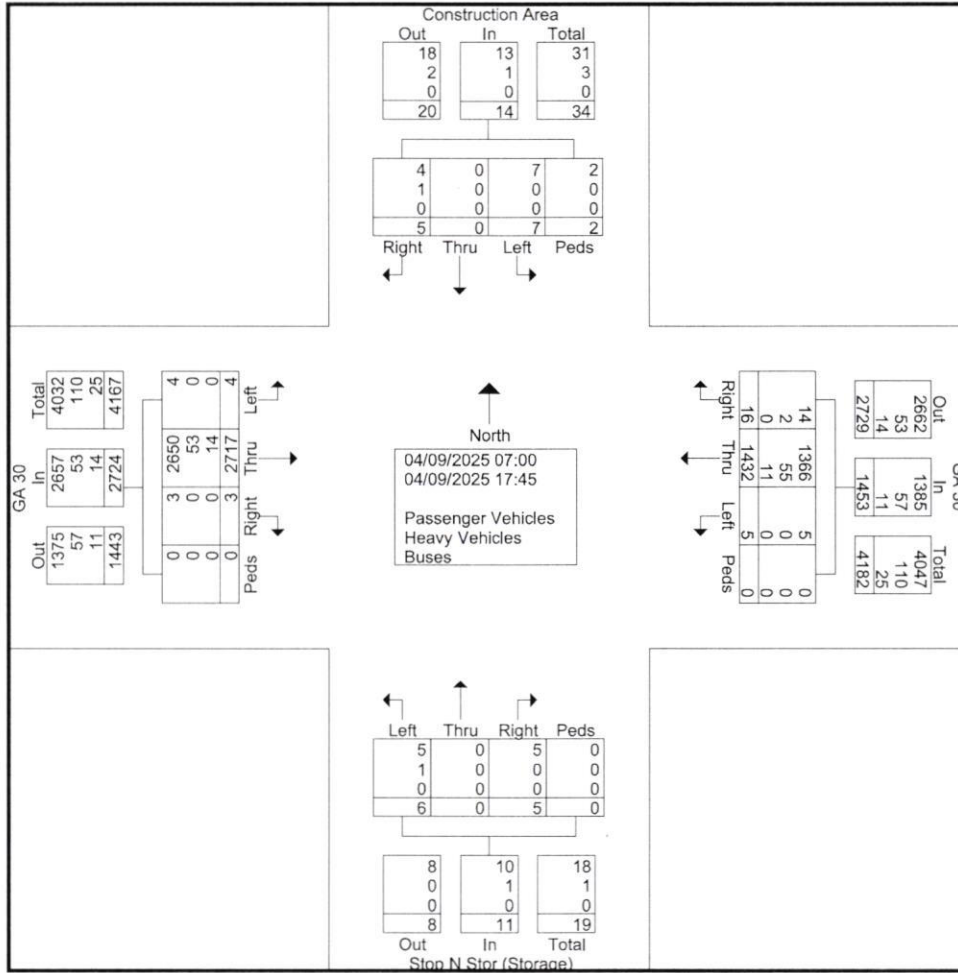 Construction Area
Out In Total
18 13 31
2 1 3
0 0 0
20 14 34
4 0 7 2
1 0 0 0
0 0 0 0
5 0 7 2
Right Thru Left Peds
GA 30
Total In Out
4032 2657 1375
110 53 57
25 14 11
4167 2724 1443
Left Thru Right Peds
4 2650 3 0
0 53 0 0
0 14 0 0
4 2717 3 0
North
04/09/2025 07:00
04/09/2025 17:45
Passenger Vehicles
Heavy Vehicles
Buses
Right Thru Left Peds
14 1366 5 0
2 55 0 0
0 11 0 0
16 1432 5 0
Out In Total
2662 1385 4047
53 57 110
14 11 25
2729 1453 4182
GA 30
Left Thru Right Peds
5 0 5 0
1 0 0 0
0 0 0 0
6 0 5 0
8 10 18
0 1 1
0 0 0
8 11 19
Out In Total
Stop N Stor (Storage)